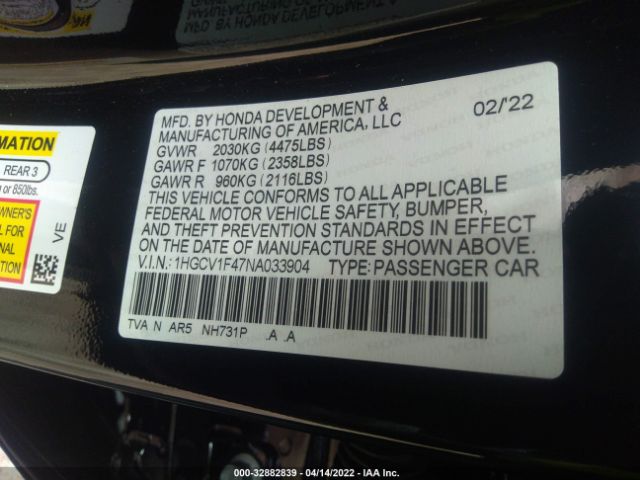 MFD. BY HONDA DEVELOPMENT &
MANUFACTURING OF AMERICA, LLC
02/'22
GVWR 2030KG (4475LBS)
GAWR F 1070KG (2358LBS)
GAWR R 960KG (2116LBS)
THIS VEHICLE CONFORMS TO ALL APPLICABLE
FEDERAL MOTOR VEHICLE SAFETY, BUMPER,
AND THEFT PREVENTION STANDARDS IN EFFECT
ON THE DATE OF MANUFACTURE SHOWN ABOVE.
V.I.N.: 1HGCV1F47NA033904 TYPE: PASSENGER CAR
TVA N AR5 NH731P .A .A
REAR 3
or 850lbs.
FOR
VE
000-32882839 - 04/14/2022 - IAA Inc.